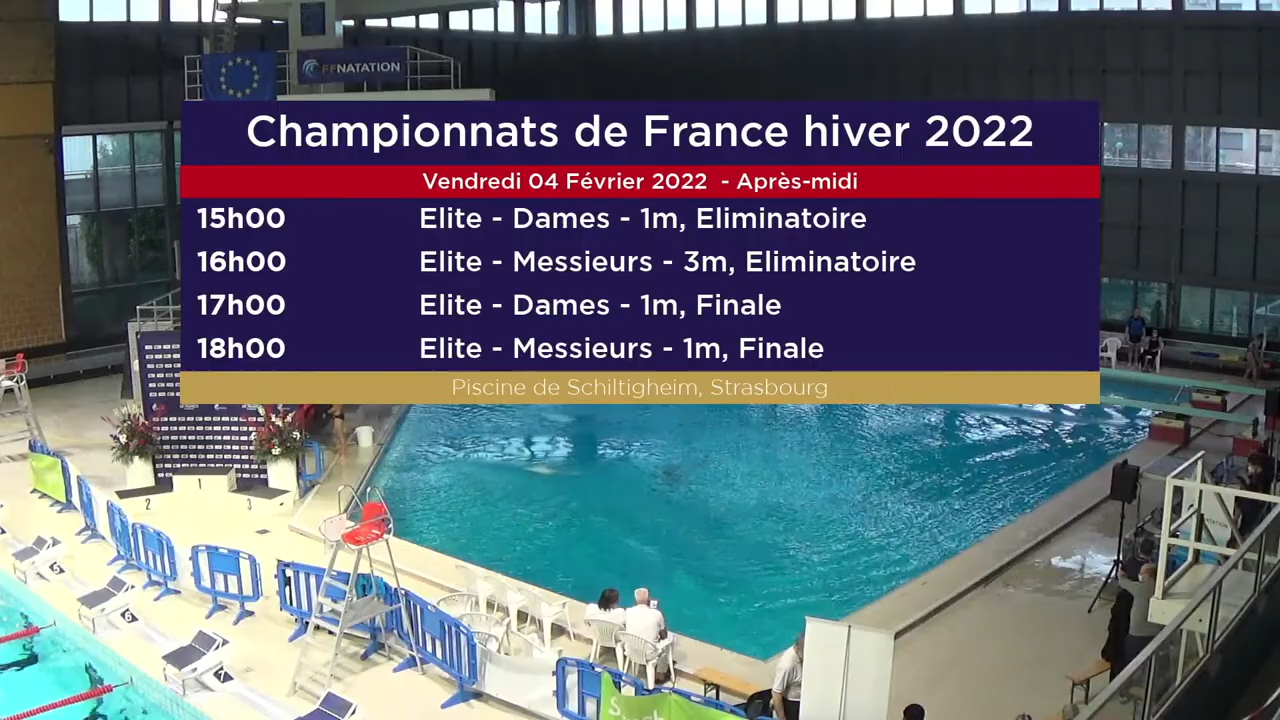 FFNATATION
Championnats de France hiver 2022
Vendredi 04 Février 2022 - Après-midi
15h00 Elite - Dames - 1m, Eliminatoire
16h00 Elite - Messieurs - 3m, Eliminatoire
17h00 Elite - Dames - 1m, Finale
18h00 Elite - Messieurs - 1m, Finale
Piscine de Schiltigheim, Strasbourg
1
2
3
5
6
7